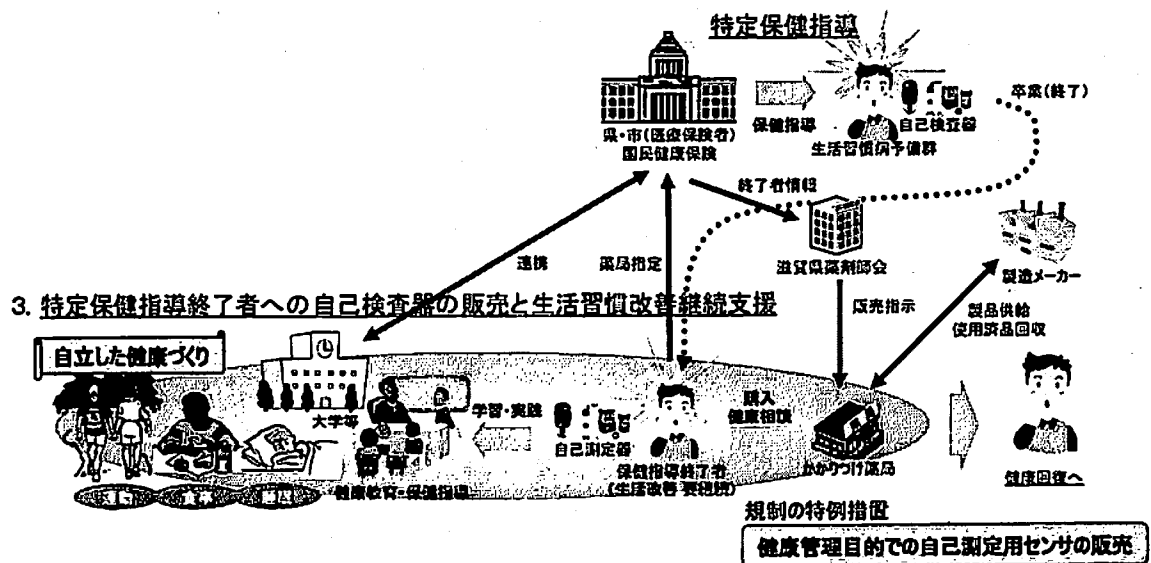 特定保健指導
卒業(終了)
保健指導
自己検査器
県・市(医療保険者)
国民健康保険
生活習慣病予備群
終了者情報
連携
薬局指定
滋賀県薬剤師会
製造メーカー
3. 特定保健指導終了者への自己検査器の販売と生活習慣改善継続支援
販売指示
製品供給
使用済品回収
自立した健康づくり
大学等
学習・実践
自己測定器
購入
健康相談
健康教育・保健指導
保健指導終了者
(生活改善 要継続)
かかりつけ薬局
健康回復へ
運動
規制の特例措置
健康管理目的での自己測定用センサの販売